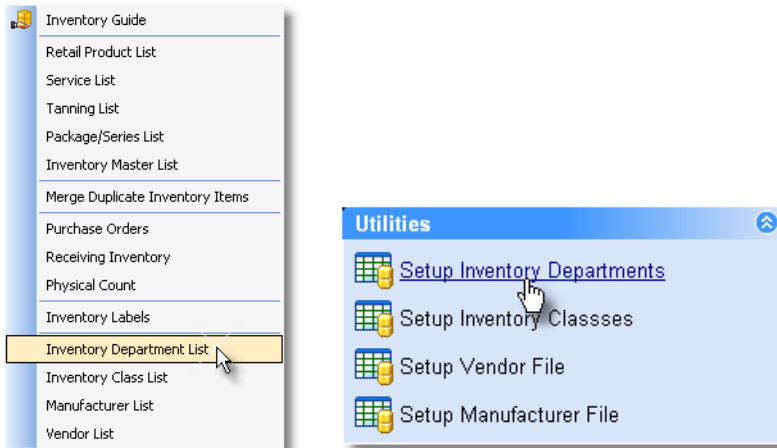 Inventory Guide
Retail Product List
Service List
Tanning List
Package/Series List
Inventory Master List
Merge Duplicate Inventory Items
Purchase Orders
Receiving Inventory
Physical Count
Inventory Labels
Inventory Department List
Inventory Class List
Manufacturer List
Vendor List
Utilities
Setup Inventory Departments
Setup Inventory Classses
Setup Vendor File
Setup Manufacturer File